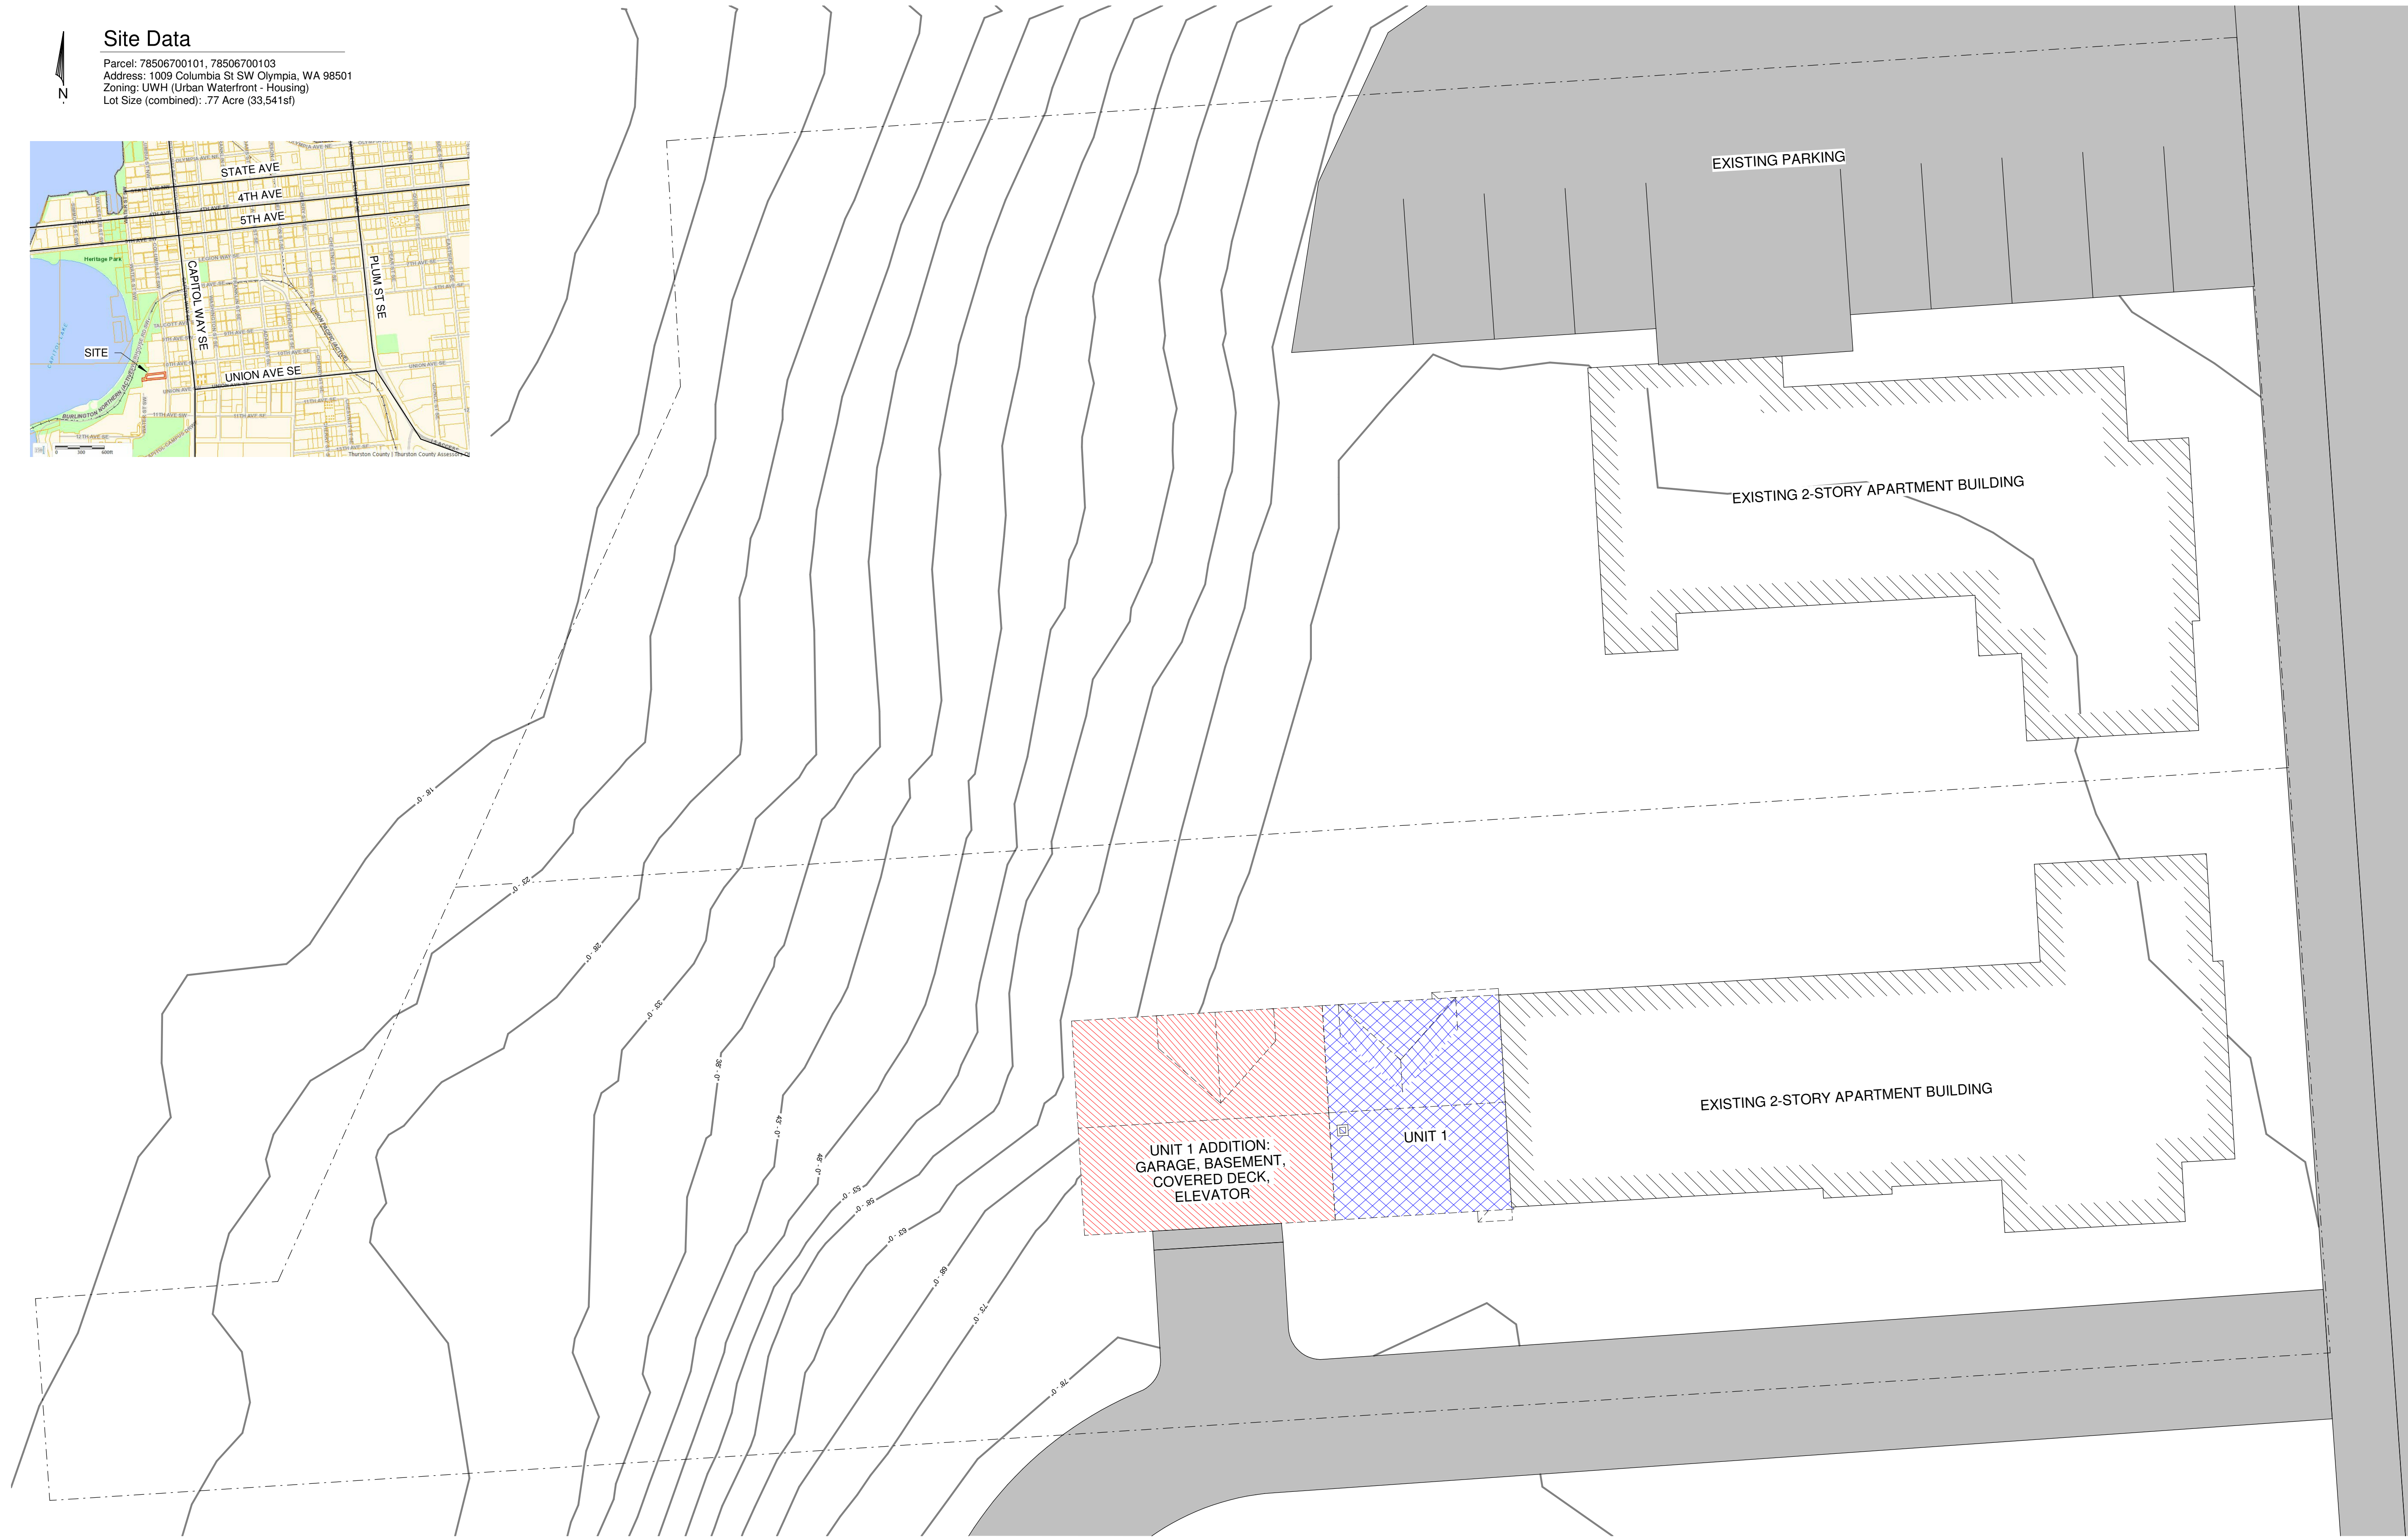 Site Data
Parcel: 78506700101, 78506700103
Address: 1009 Columbia St SW Olympia, WA 98501
Zoning: UWH (Urban Waterfront - Housing)
Lot Size (combined): .77 Acre (33,541sf)
N
STATE AVE
4TH AVE
5TH AVE
Heritage Park
CAPITOL WAY SE
PLUM ST SE
SITE
UNION AVE SE
CAPITOL LAKE
EXISTING PARKING
EXISTING 2-STORY APARTMENT BUILDING
18' - 0"
23' - 0"
28' - 0"
33' - 0"
38' - 0"
43' - 0"
48' - 0"
53' - 0"
58' - 0"
63' - 0"
68' - 0"
73' - 0"
78' - 0"
EXISTING 2-STORY APARTMENT BUILDING
UNIT 1
UNIT 1 ADDITION:
GARAGE, BASEMENT,
COVERED DECK,
ELEVATOR